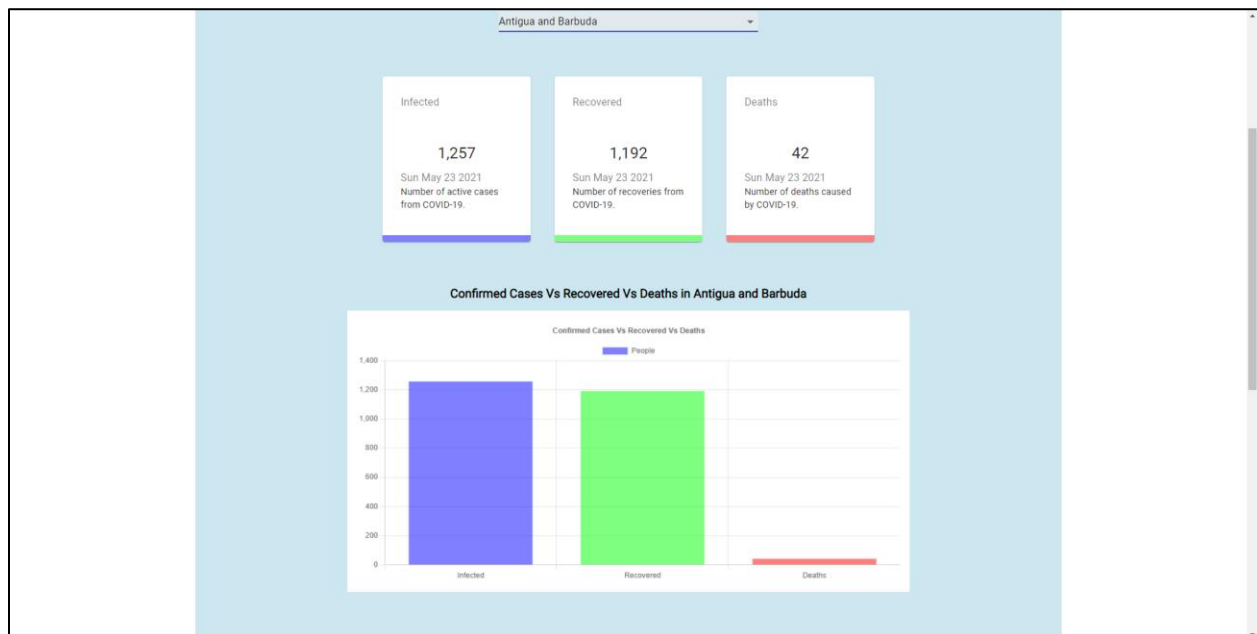 Antigua and Barbuda
Infected
1,257
Sun May 23 2021
Number of active cases
from COVID-19.
Recovered
1,192
Sun May 23 2021
Number of recoveries from
COVID-19.
Deaths
42
Sun May 23 2021
Number of deaths caused
by COVID-19.
Confirmed Cases Vs Recovered Vs Deaths in Antigua and Barbuda
Confirmed Cases Vs Recovered Vs Deaths
People
1,400
1,200
1,000
800
600
400
200
0
Infected
Recovered
Deaths